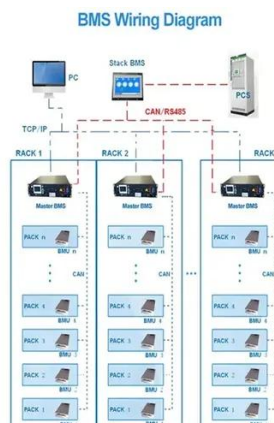 BMS Wiring Diagram
Stack BMS
PC
PCS
CAN/RS485
TCP/IP
RACK 1
RACK 2
RACK
Master BMS
Master BMS
Master BMS
PACK n
PACK n
PACK n
BMU n
BMU n
BMU n
CAN
CAN
CAN
PACK 4
PACK 4
PACK 4
BMU 4
BMU 4
BMU 4
PACK 3
PACK 3
PACK 3
BMU 3
BMU 3
BMU 3
PACK 2
PACK 2
PACK 2
BMU 2
BMU 2
BMU 2
PACK 1
PACK 1
PACK 1